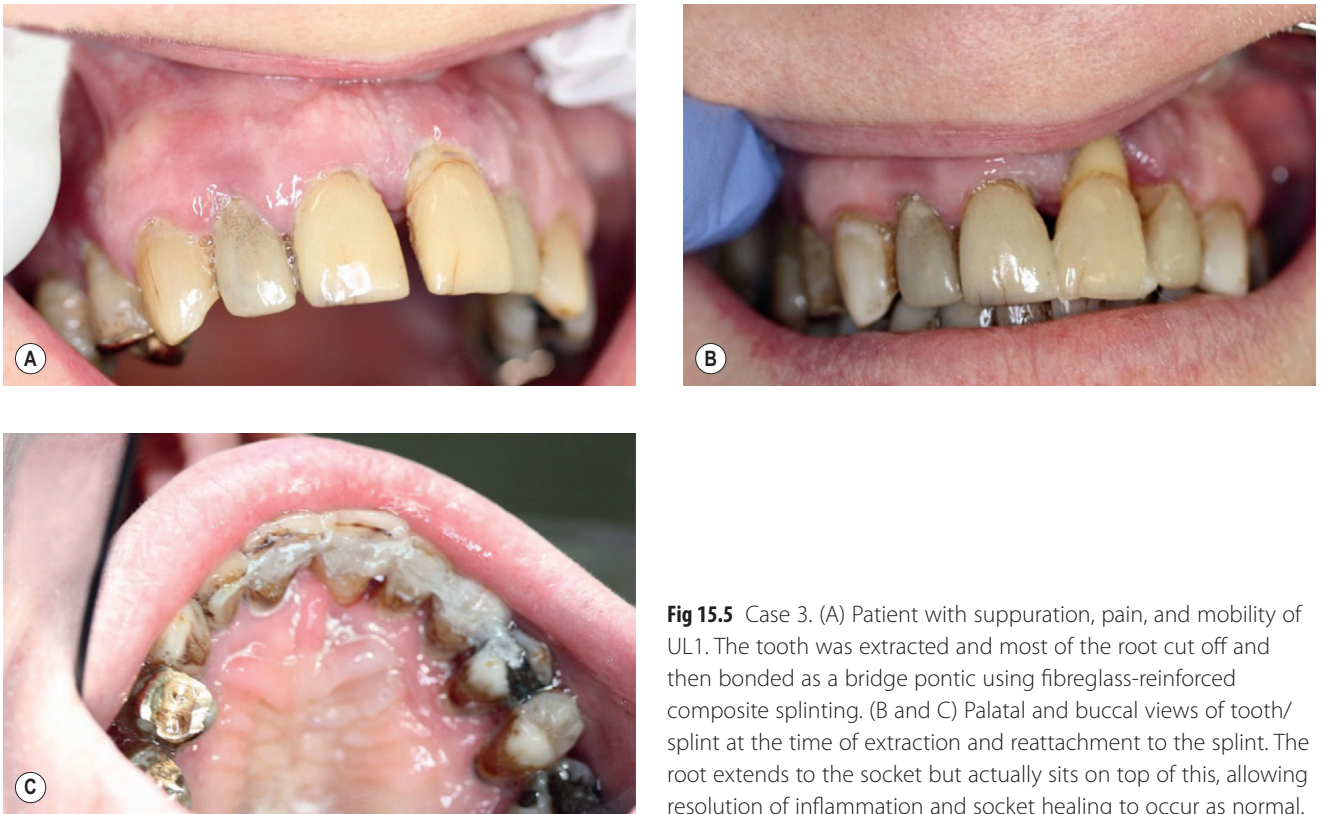 A
B
C
Fig 15.5 Case 3. (A) Patient with suppuration, pain, and mobility of
UL1. The tooth was extracted and most of the root cut off and
then bonded as a bridge pontic using fibreglass-reinforced
composite splinting. (B and C) Palatal and buccal views of tooth/
splint at the time of extraction and reattachment to the splint. The
root extends to the socket but actually sits on top of this, allowing
resolution of inflammation and socket healing to occur as normal.